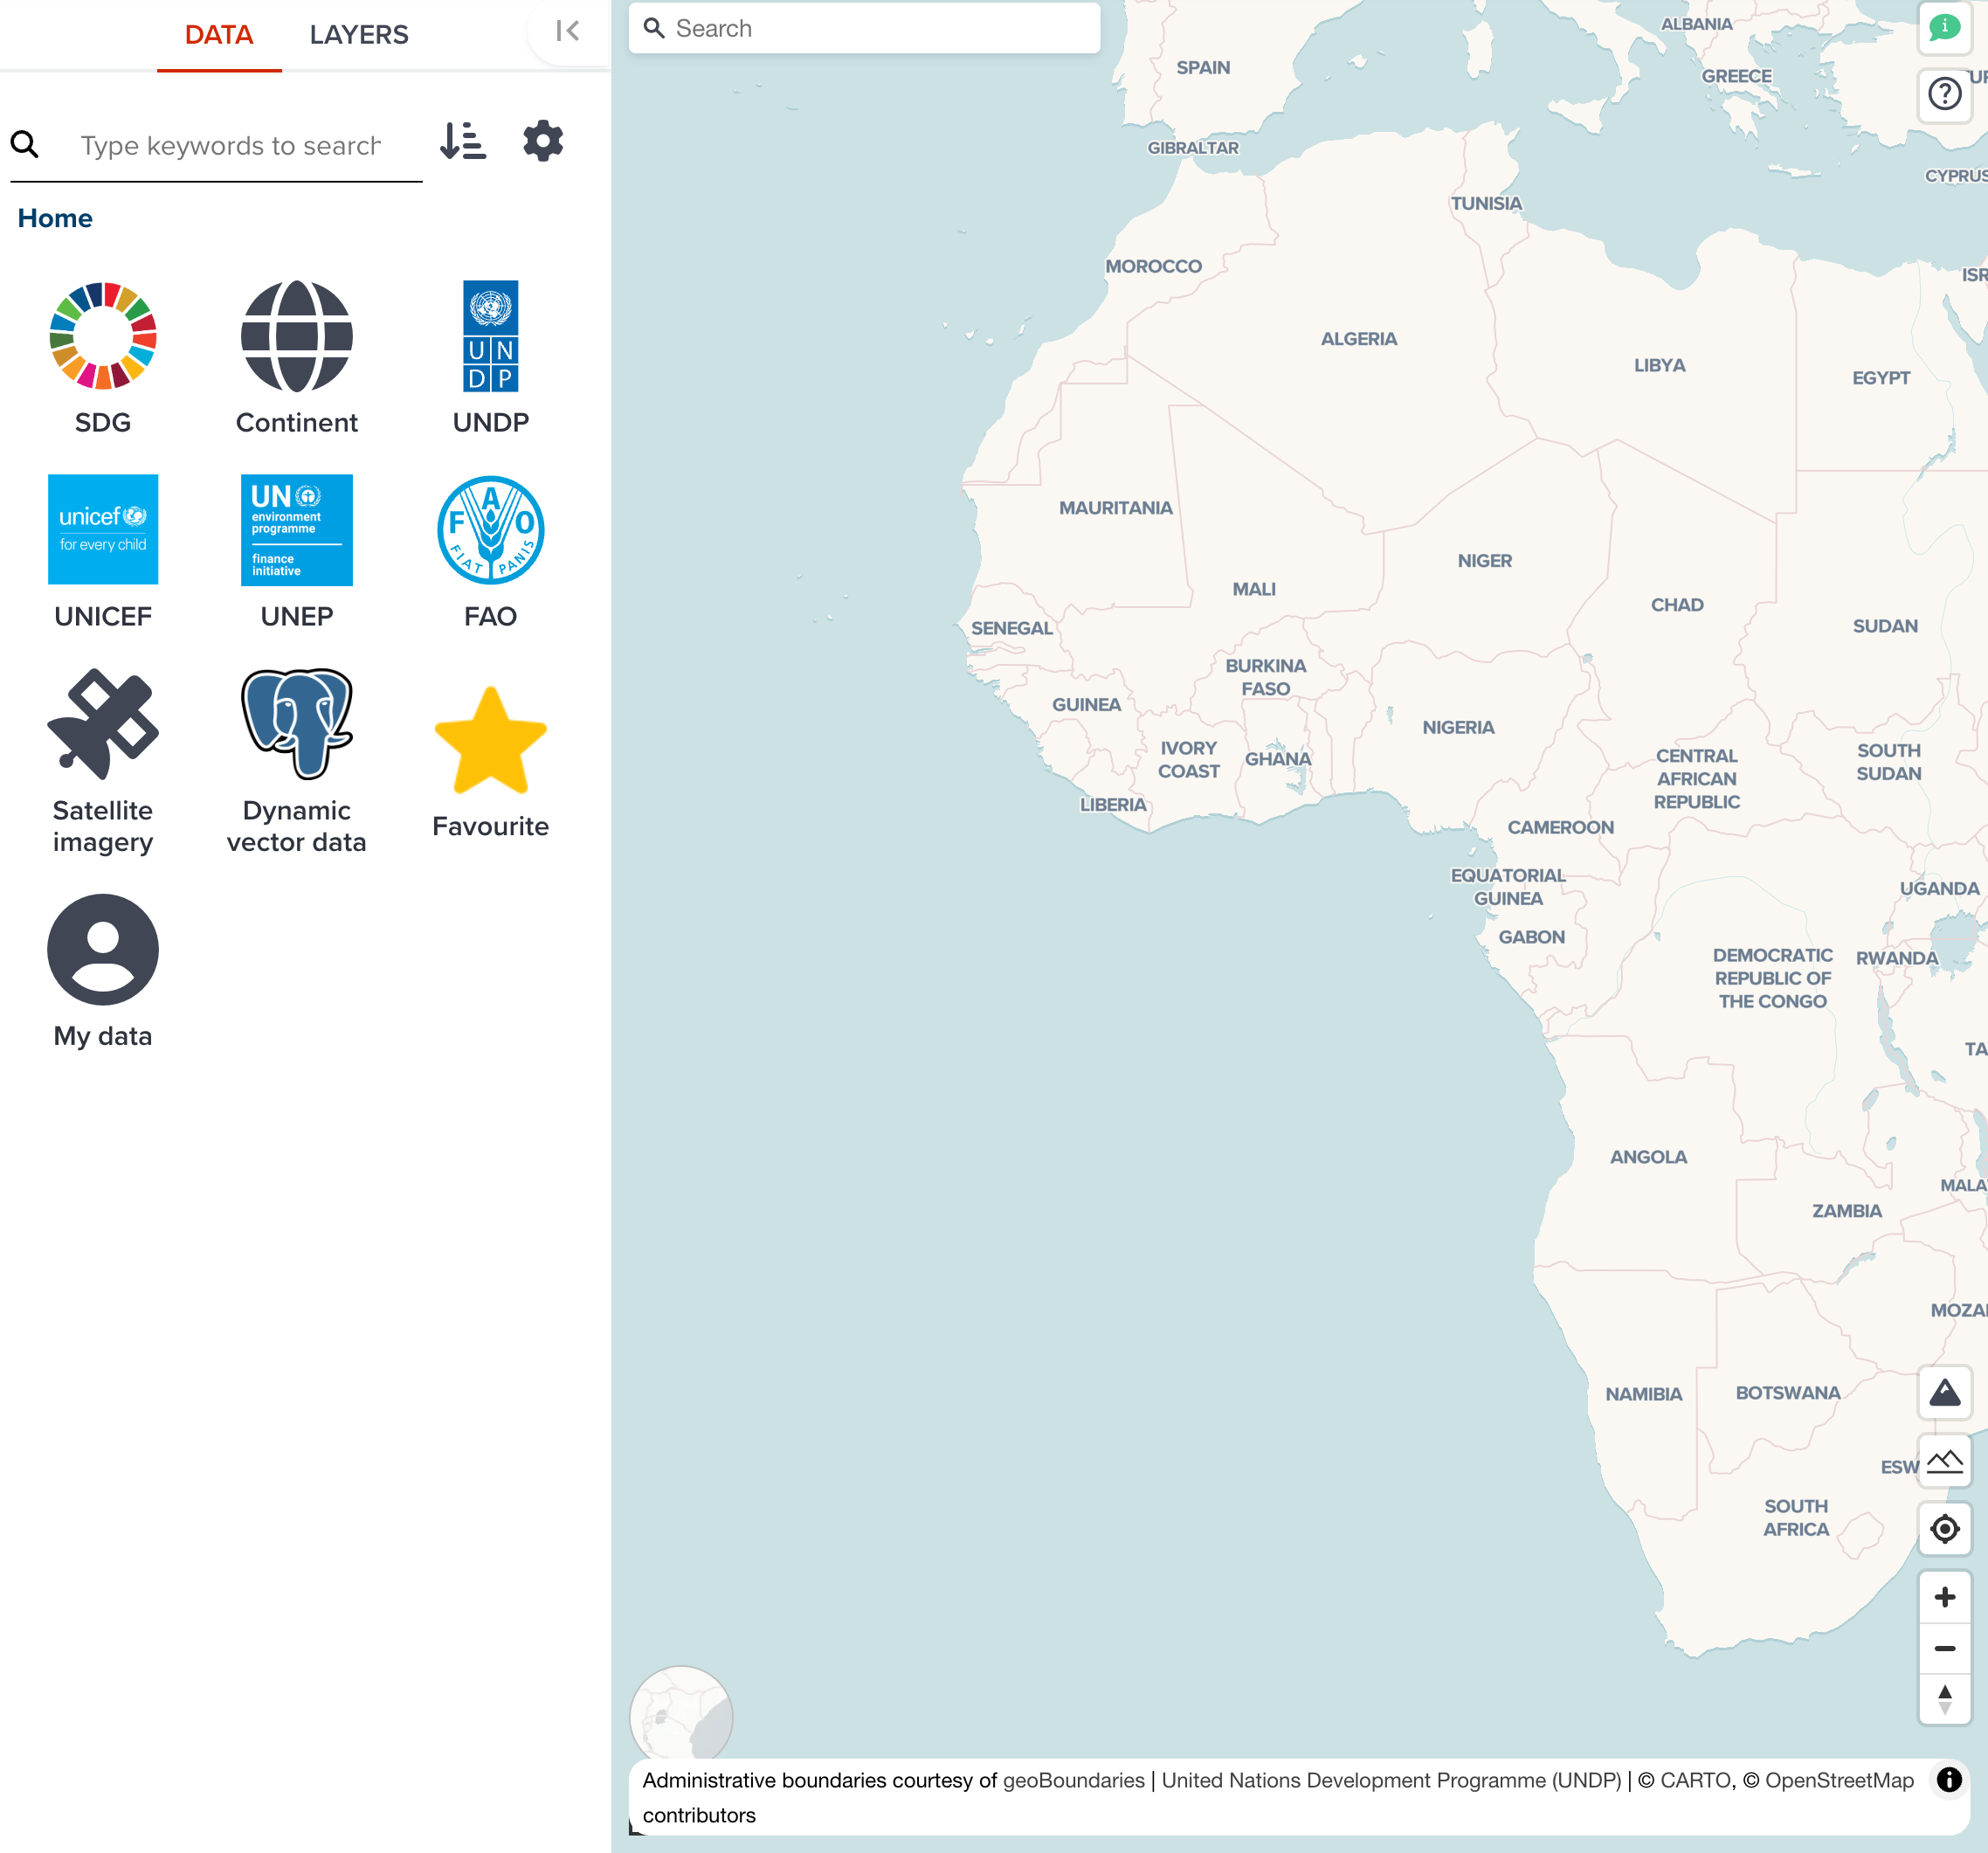 DATA
LAYERS
Type keywords to search
Home
SDG
Continent
UN
DP
UNDP
unicef
for every child
UNICEF
UN
environment
programme
finance
initiative
UNEP
F A O
FIAT PANIS
FAO
Satellite
imagery
Dynamic
vector data
Favourite
My data
Search
ALBANIA
SPAIN
GREECE
GIBRALTAR
CYPRUS
TUNISIA
MOROCCO
ISR
ALGERIA
LIBYA
EGYPT
MAURITANIA
NIGER
MALI
CHAD
SENEGAL
SUDAN
BURKINA
FASO
GUINEA
NIGERIA
IVORY
COAST
GHANA
CENTRAL
AFRICAN
REPUBLIC
SOUTH
SUDAN
LIBERIA
CAMEROON
EQUATORIAL
GUINEA
UGANDA
GABON
DEMOCRATIC
REPUBLIC OF
THE CONGO
RWANDA
TA
ANGOLA
MALA
ZAMBIA
MOZA
NAMIBIA
BOTSWANA
ESW
SOUTH
AFRICA
Administrative boundaries courtesy of geoBoundaries | United Nations Development Programme (UNDP) | © CARTO, © OpenStreetMap
contributors